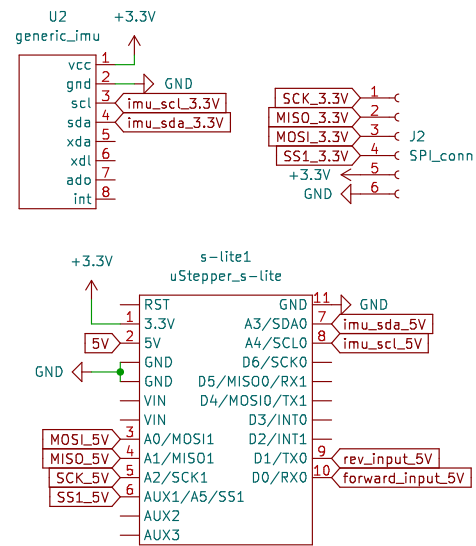 U2
generic_imu
+3.3V
vcc 1
gnd 2 GND
scl 3 imu_scl_3.3V
sda 4 imu_sda_3.3V
xda 5
xdl 6
ado 7
int 8
SCK_3.3V 1
MISO_3.3V 2
MOSI_3.3V 3 J2
SS1_3.3V 4 SPI_conn
+3.3V 5
GND 6
s-lite1
uStepper_s-lite
+3.3V
RST GND 11 GND
1 3.3V A3/SDA0 7 imu_sda_5V
5V 2 5V A4/SCL0 8 imu_scl_5V
GND GND D6/SCK0
GND D5/MISO0/RX1
VIN D4/MOSI0/TX1
VIN D3/INT0
MOSI_5V 3 A0/MOSI1 D2/INT1
MISO_5V 4 A1/MISO1 D1/TX0 9 rev_input_5V
SCK_5V 5 A2/SCK1 D0/RX0 10 forward_input_5V
SS1_5V 6 AUX1/A5/SS1
AUX2
AUX3